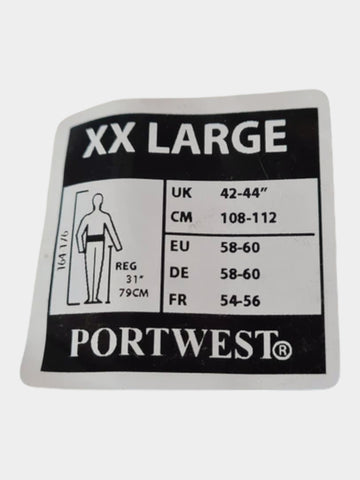 XX LARGE
164 176
REG
31"
79CM
UK 42-44"
CM 108-112
EU 58-60
DE 58-60
FR 54-56
PORTWEST®